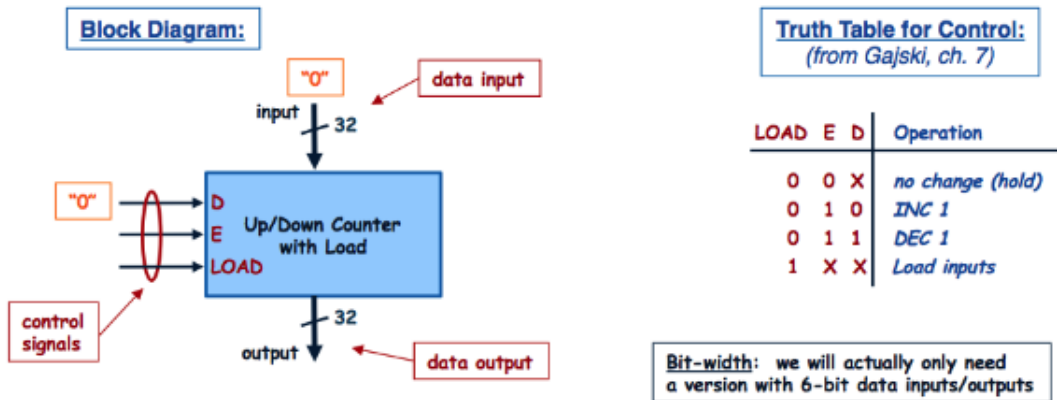 Block Diagram:
"0"
data input
input
32
"0"
D
E
LOAD
Up/Down Counter
with Load
control
signals
32
output
data output
Truth Table for Control:
(from Gajski, ch. 7)
LOAD E D Operation
0 0 X no change (hold)
0 1 0 INC 1
0 1 1 DEC 1
1 X X Load inputs
Bit-width: we will actually only need
a version with 6-bit data inputs/outputs